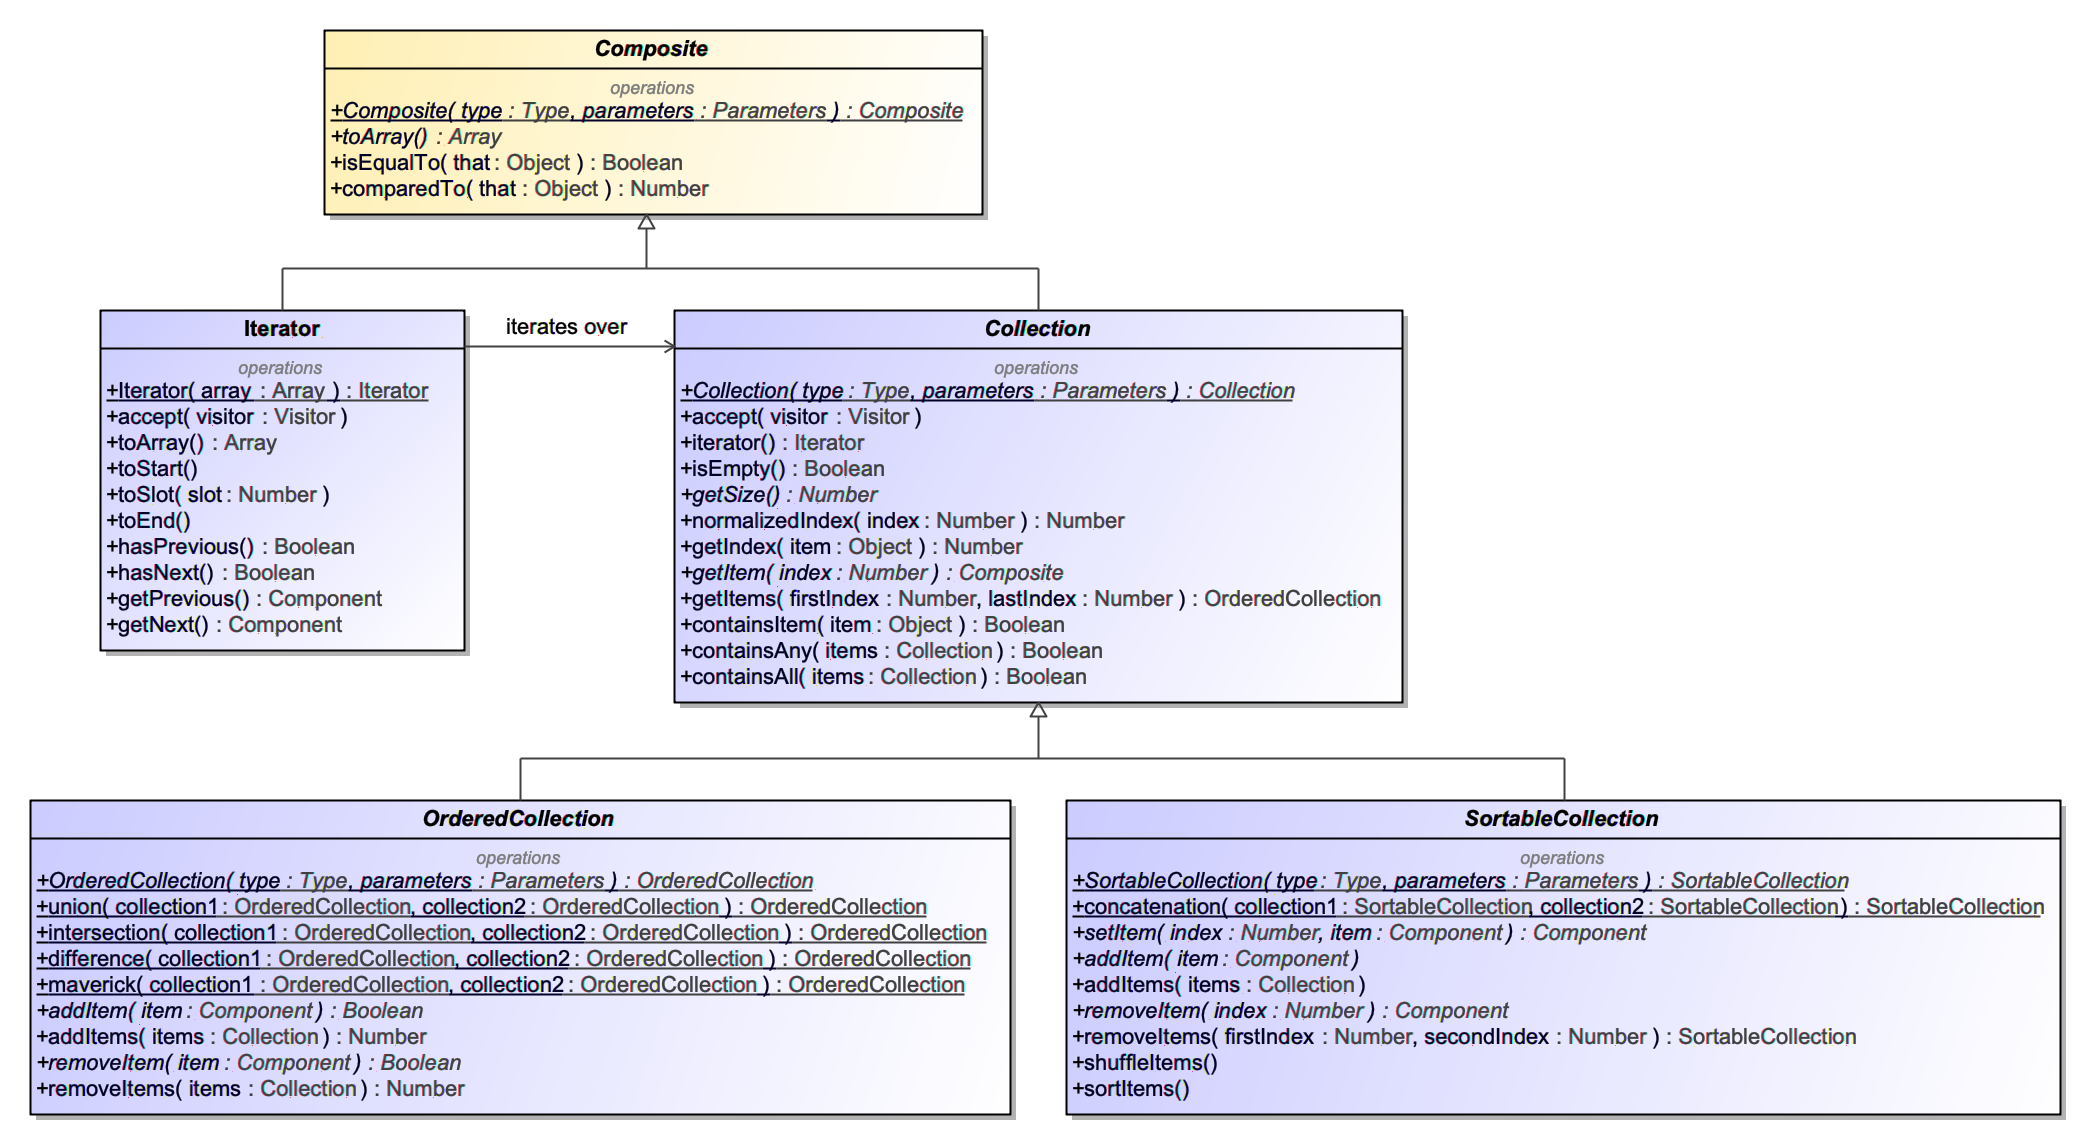 Composite
operations
+Composite( type : Type, parameters : Parameters ) : Composite
+toArray() : Array
+isEqualTo( that : Object ) : Boolean
+comparedTo( that : Object ) : Number
Iterator
operations
+Iterator( array : Array ) : Iterator
+accept( visitor : Visitor )
+toArray() : Array
+toStart()
+toSlot( slot : Number )
+toEnd()
+hasPrevious() : Boolean
+hasNext() : Boolean
+getPrevious() : Component
+getNext() : Component
iterates over
Collection
operations
+Collection( type : Type, parameters : Parameters ) : Collection
+accept( visitor : Visitor )
+iterator() : Iterator
+isEmpty() : Boolean
+getSize() : Number
+normalizedIndex( index : Number ) : Number
+getIndex( item : Object ) : Number
+getItem( index : Number ) : Composite
+getItems( firstIndex : Number, lastIndex : Number ) : OrderedCollection
+containsItem( item : Object ) : Boolean
+containsAny( items : Collection ) : Boolean
+containsAll( items : Collection ) : Boolean
OrderedCollection
operations
+OrderedCollection( type : Type, parameters : Parameters ) : OrderedCollection
+union( collection1 : OrderedCollection, collection2 : OrderedCollection ) : OrderedCollection
+intersection( collection1 : OrderedCollection, collection2 : OrderedCollection ) : OrderedCollection
+difference( collection1 : OrderedCollection, collection2 : OrderedCollection ) : OrderedCollection
+maverick( collection1 : OrderedCollection, collection2 : OrderedCollection ) : OrderedCollection
+addItem( item : Component ) : Boolean
+addItems( items : Collection ) : Number
+removeItem( item : Component ) : Boolean
+removeItems( items : Collection ) : Number
SortableCollection
operations
+SortableCollection( type : Type, parameters : Parameters ) : SortableCollection
+concatenation( collection1 : SortableCollection, collection2 : SortableCollection ) : SortableCollection
+setItem( index : Number, item : Component ) : Component
+addItem( item : Component )
+addItems( items : Collection )
+removeItem( index : Number ) : Component
+removeItems( firstIndex : Number, secondIndex : Number ) : SortableCollection
+shuffleItems()
+sortItems()